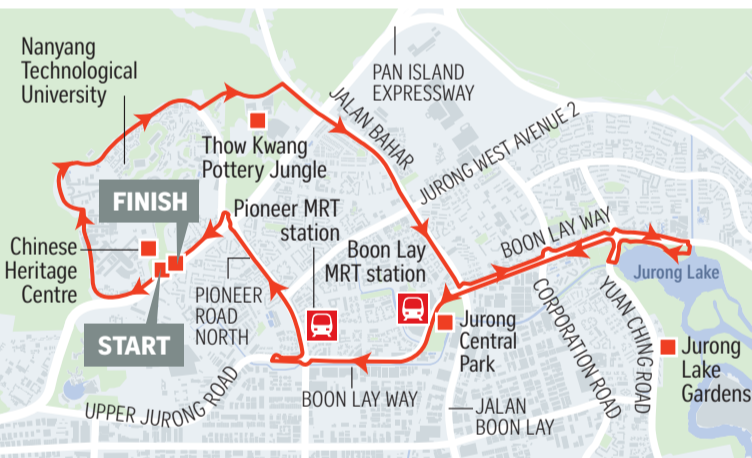 Nanyang
Technological
University
PAN ISLAND
EXPRESSWAY
JALAN BAHAR
JURONG WEST AVENUE 2
Thow Kwang
Pottery Jungle
FINISH
Pioneer MRT
station
Chinese
Heritage
Centre
Boon Lay
MRT station
BOON LAY WAY
Jurong Lake
PIONEER
ROAD
NORTH
START
Jurong
Central
Park
CORPORATION ROAD
YUAN CHING ROAD
Jurong
Lake
Gardens
UPPER JURONG ROAD
BOON LAY WAY
JALAN
BOON LAY